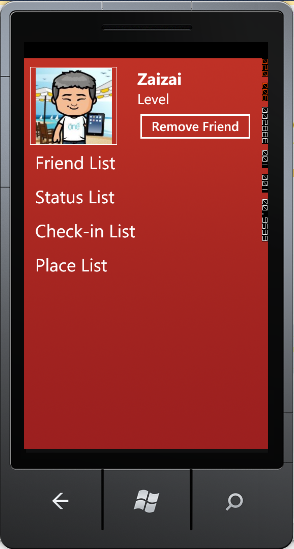 Zaizai
Level
Remove Friend
Friend List
Status List
Check-in List
Place List